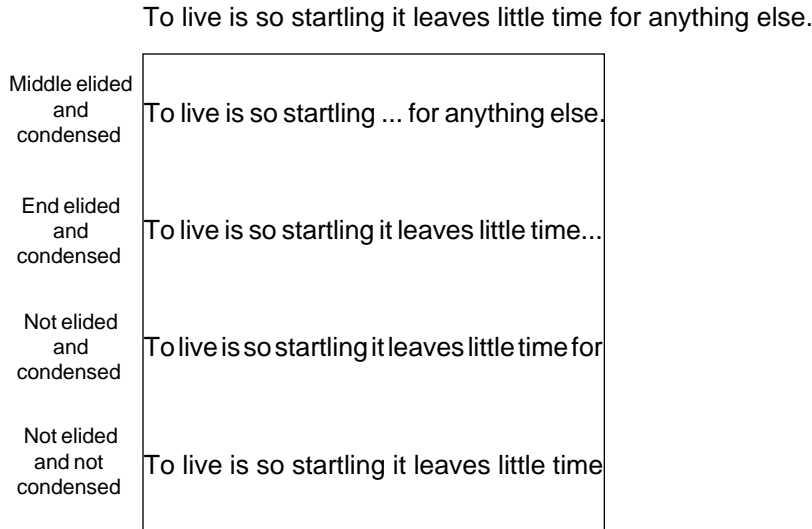 To live is so startling it leaves little time for anything else.
Middle elided
and
condensed
To live is so startling ... for anything else.
End elided
and
condensed
To live is so startling it leaves little time...
Not elided
and
condensed
To live is so startling it leaves little time for
Not elided
and not
condensed
To live is so startling it leaves little time